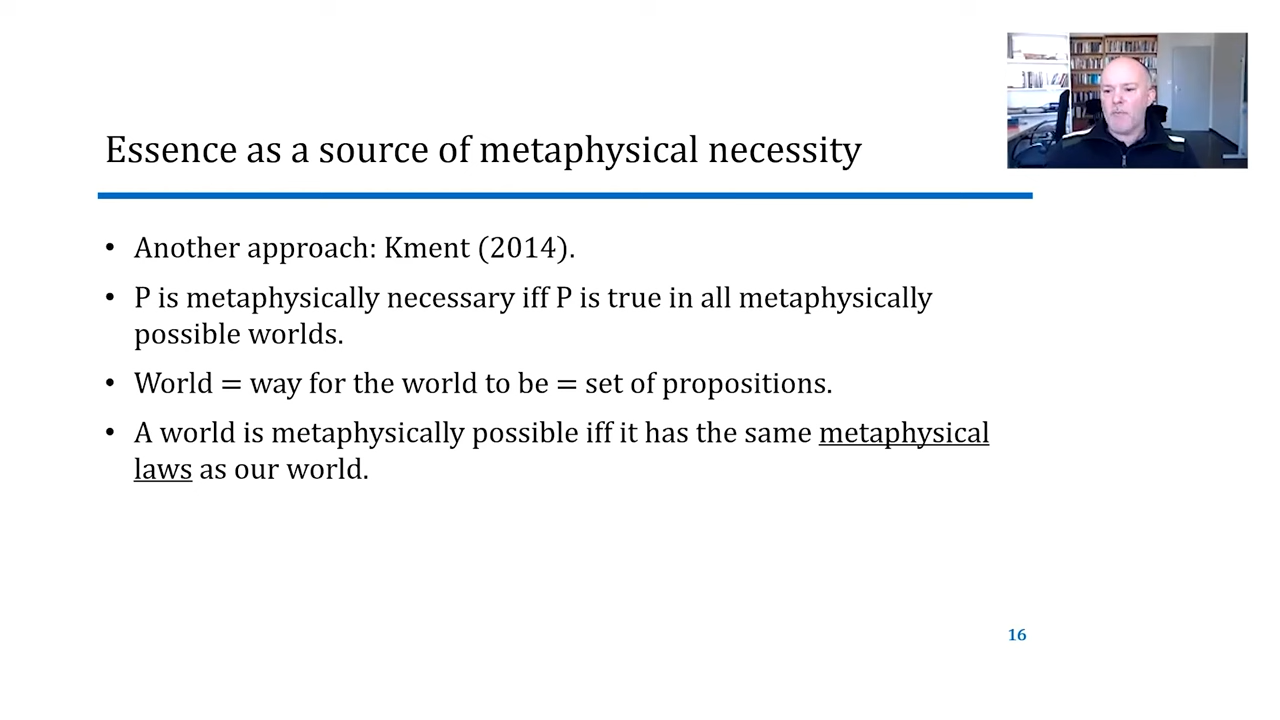 Essence as a source of metaphysical necessity
• Another approach: Kment (2014).
• P is metaphysically necessary iff P is true in all metaphysically
possible worlds.
• World = way for the world to be = set of propositions.
• A world is metaphysically possible iff it has the same metaphysical
laws as our world.
16